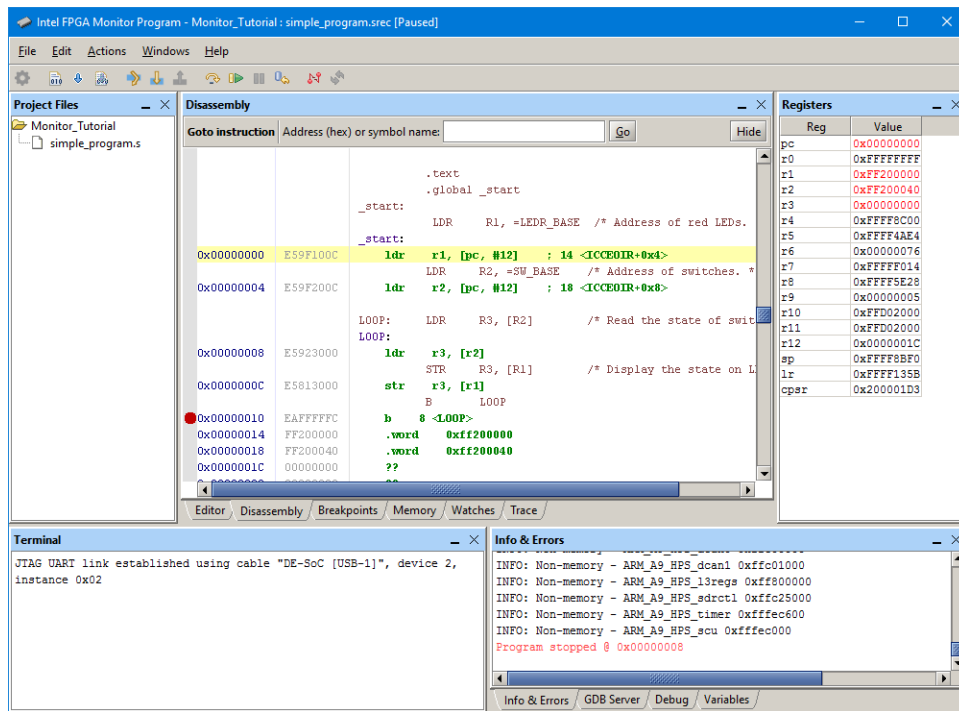 Intel FPGA Monitor Program - Monitor_Tutorial : simple_program.srec [Paused]
File Edit Actions Windows Help
Project Files
Monitor_Tutorial
simple_program.s
Disassembly
Goto instruction Address (hex) or symbol name: Go Hide
.text
.global _start
_start:
LDR R1, =LEDR_BASE /* Address of red LEDs.
_start:
0x00000000 E59F100C ldr r1, [pc, #12] ; 14 <ICCEOIR+0x4>
LDR R2, =SW_BASE /* Address of switches. *
0x00000004 E59F200C ldr r2, [pc, #12] ; 18 <ICCEOIR+0x8>
LOOP: LDR R3, [R2] /* Read the state of swit
LOOP:
0x00000008 E5923000 ldr r3, [r2]
STR R3, [R1] /* Display the state on L
0x0000000C E5813000 str r3, [r1]
B LOOP
0x00000010 EAFFFFFC b 8 <LOOP>
0x00000014 FF200000 .word 0xff200000
0x00000018 FF200040 .word 0xff200040
0x0000001C 00000000 ??
Editor Disassembly Breakpoints Memory Watches Trace
Registers
Reg Value
pc 0x00000000
r0 0xFFFFFFFF
r1 0xFF200000
r2 0xFF200040
r3 0x00000000
r4 0xFFFF8C00
r5 0xFFFF4AE4
r6 0x00000076
r7 0xFFFFF014
r8 0xFFFF5E28
r9 0x00000005
r10 0xFFD02000
r11 0xFFD02000
r12 0x0000001C
sp 0xFFFF8BF0
lr 0xFFFF135B
cpsr 0x200001D3
Terminal
JTAG UART link established using cable "DE-SoC [USB-1]", device 2,
instance 0x02
Info & Errors
INFO: Non-memory - ARM_A9_HPS_dcan1 0xffc01000
INFO: Non-memory - ARM_A9_HPS_l3regs 0xff800000
INFO: Non-memory - ARM_A9_HPS_sdrctl 0xffc25000
INFO: Non-memory - ARM_A9_HPS_timer 0xfffec600
INFO: Non-memory - ARM_A9_HPS_scu 0xfffec000
Program stopped @ 0x00000008
Info & Errors GDB Server Debug Variables